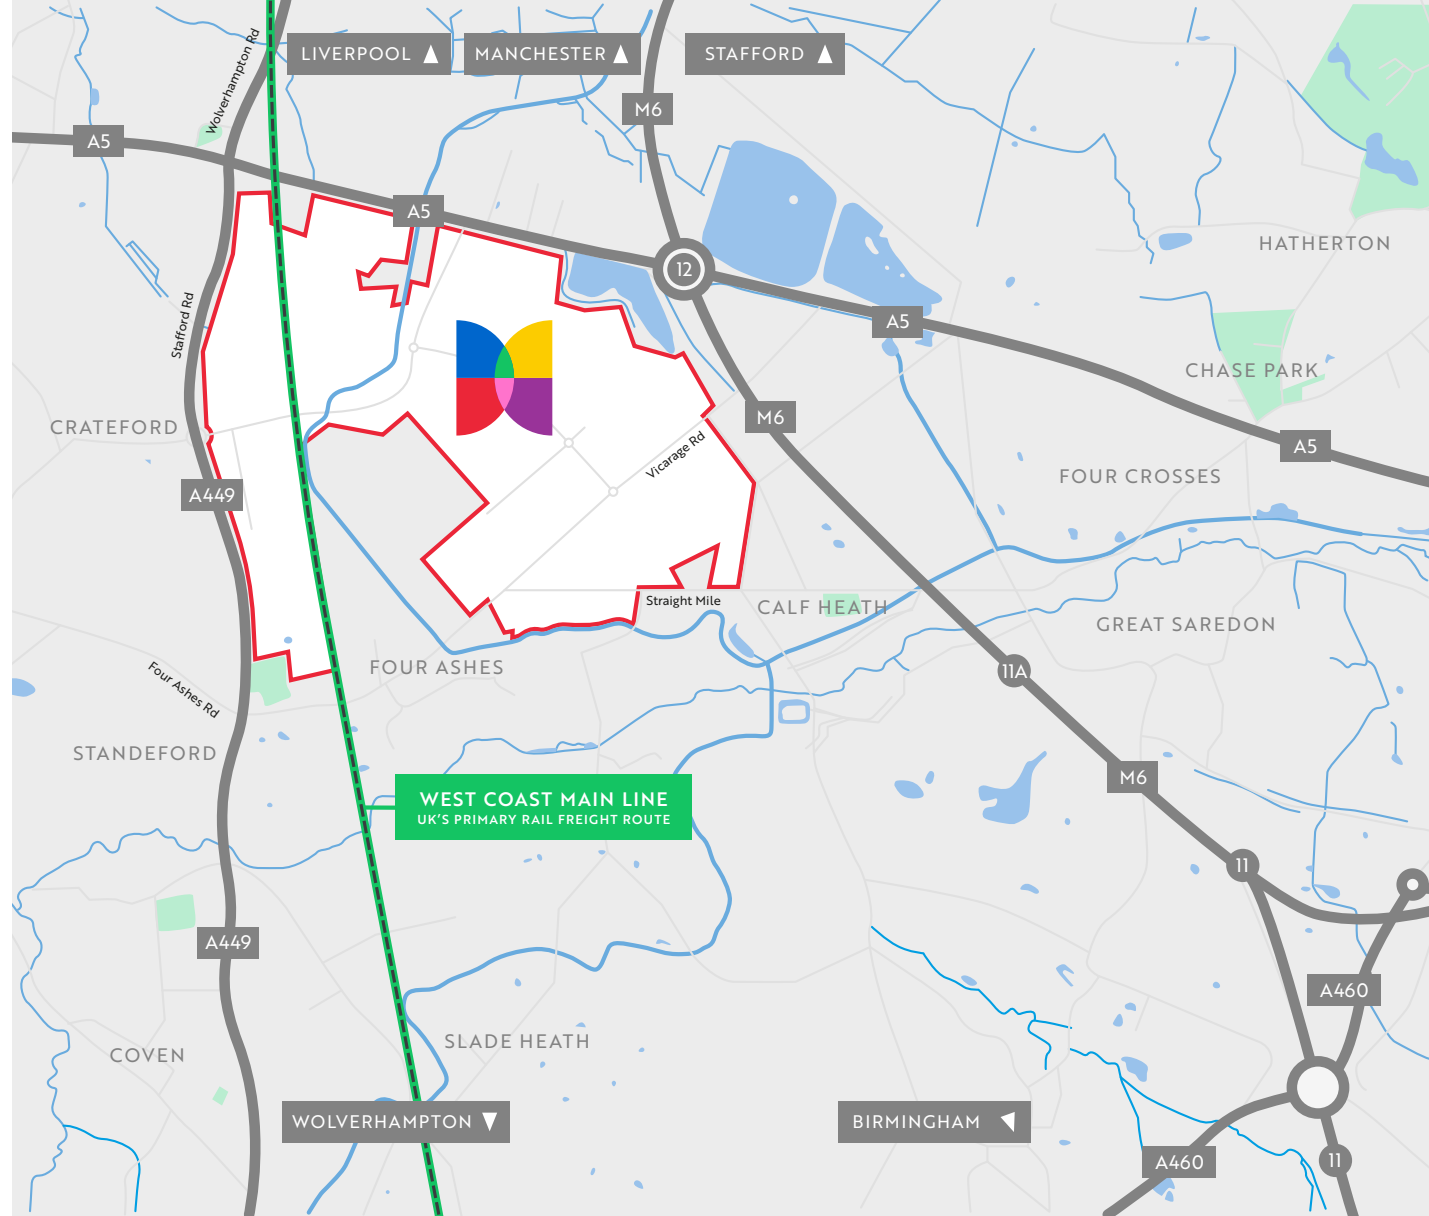 Wolverhampton Rd
LIVERPOOL
MANCHESTER
STAFFORD
M6
A5
A5
HATHERTON
12
A5
Stafford Rd
CHASE PARK
CRATEFORD
M6
A5
Vicarage Rd
FOUR CROSSES
A449
Straight Mile
CALF HEATH
GREAT SAREDON
FOUR ASHES
11A
Four Ashes Rd
STANDEFORD
M6
WEST COAST MAIN LINE
UK'S PRIMARY RAIL FREIGHT ROUTE
11
A449
A460
SLADE HEATH
COVEN
WOLVERHAMPTON
BIRMINGHAM
A460
11